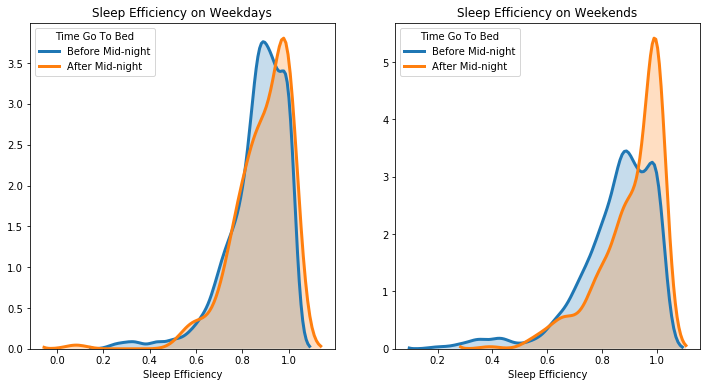 Sleep Efficiency on Weekdays
Time Go To Bed
Before Mid-night
After Mid-night
3.5
3.0
2.5
2.0
1.5
1.0
0.5
0.0
0.0 0.2 0.4 0.6 0.8 1.0
Sleep Efficiency
Sleep Efficiency on Weekends
Time Go To Bed
Before Mid-night
After Mid-night
5
4
3
2
1
0
0.2 0.4 0.6 0.8 1.0
Sleep Efficiency